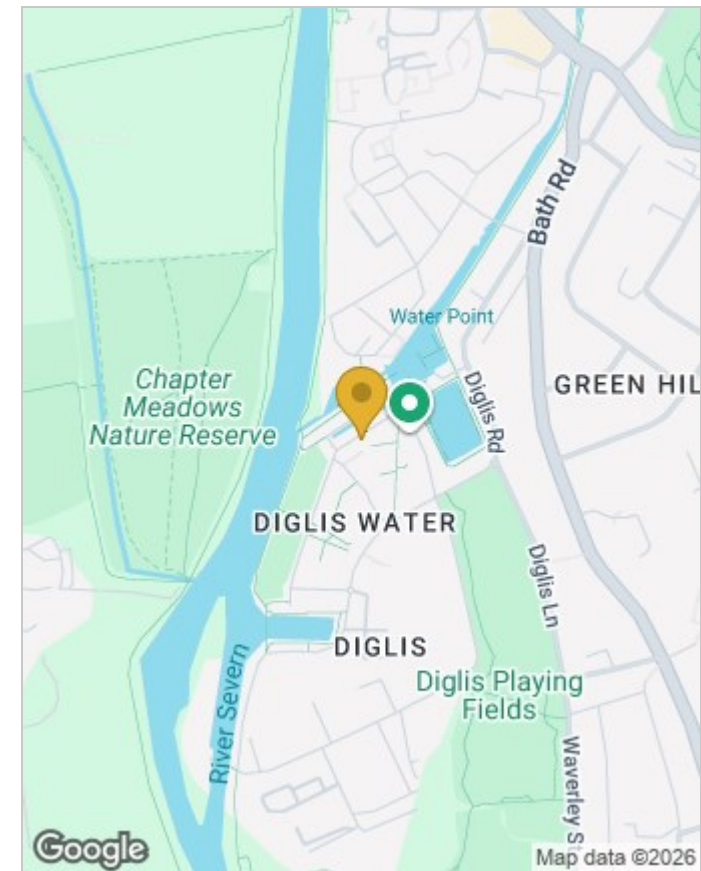 Bath Rd
Water Point
Chapter
Meadows
Nature Reserve
Diglis Rd
GREEN HIL
DIGLIS WATER
Diglis Ln
DIGLIS
River Severn
Diglis Playing
Fields
Waverley St
Google
Map data ©2026